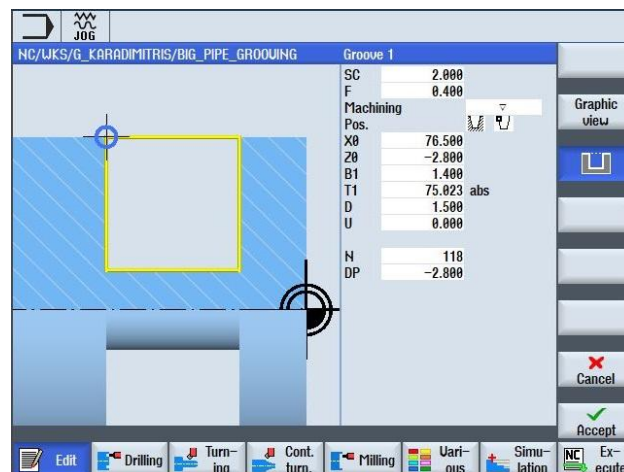 JOG
NC/WKS/G_KARADIMITRIS/BIG_PIPE_GROOVING
Groove 1
SC 2.000
F 0.400
Machining ▽
Pos.
X0 76.500
Z0 -2.800
B1 1.400
T1 75.023 abs
D 1.500
U 0.000
N 118
DP -2.800
Graphic
view
Cancel
Accept
Edit
Drilling
Turn-
ing
Cont.
turn.
Milling
Vari-
ous
Simu-
lation
NC Ex-
ecute